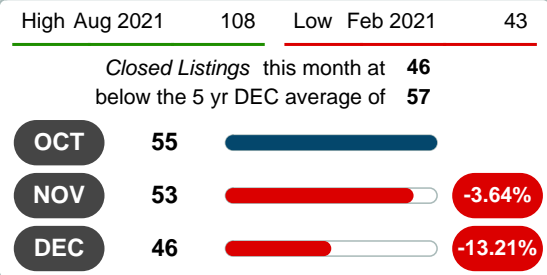 High Aug 2021 108 Low Feb 2021 43
Closed Listings this month at 46
below the 5 yr DEC average of 57
OCT 55
NOV 53 -3.64%
DEC 46 -13.21%